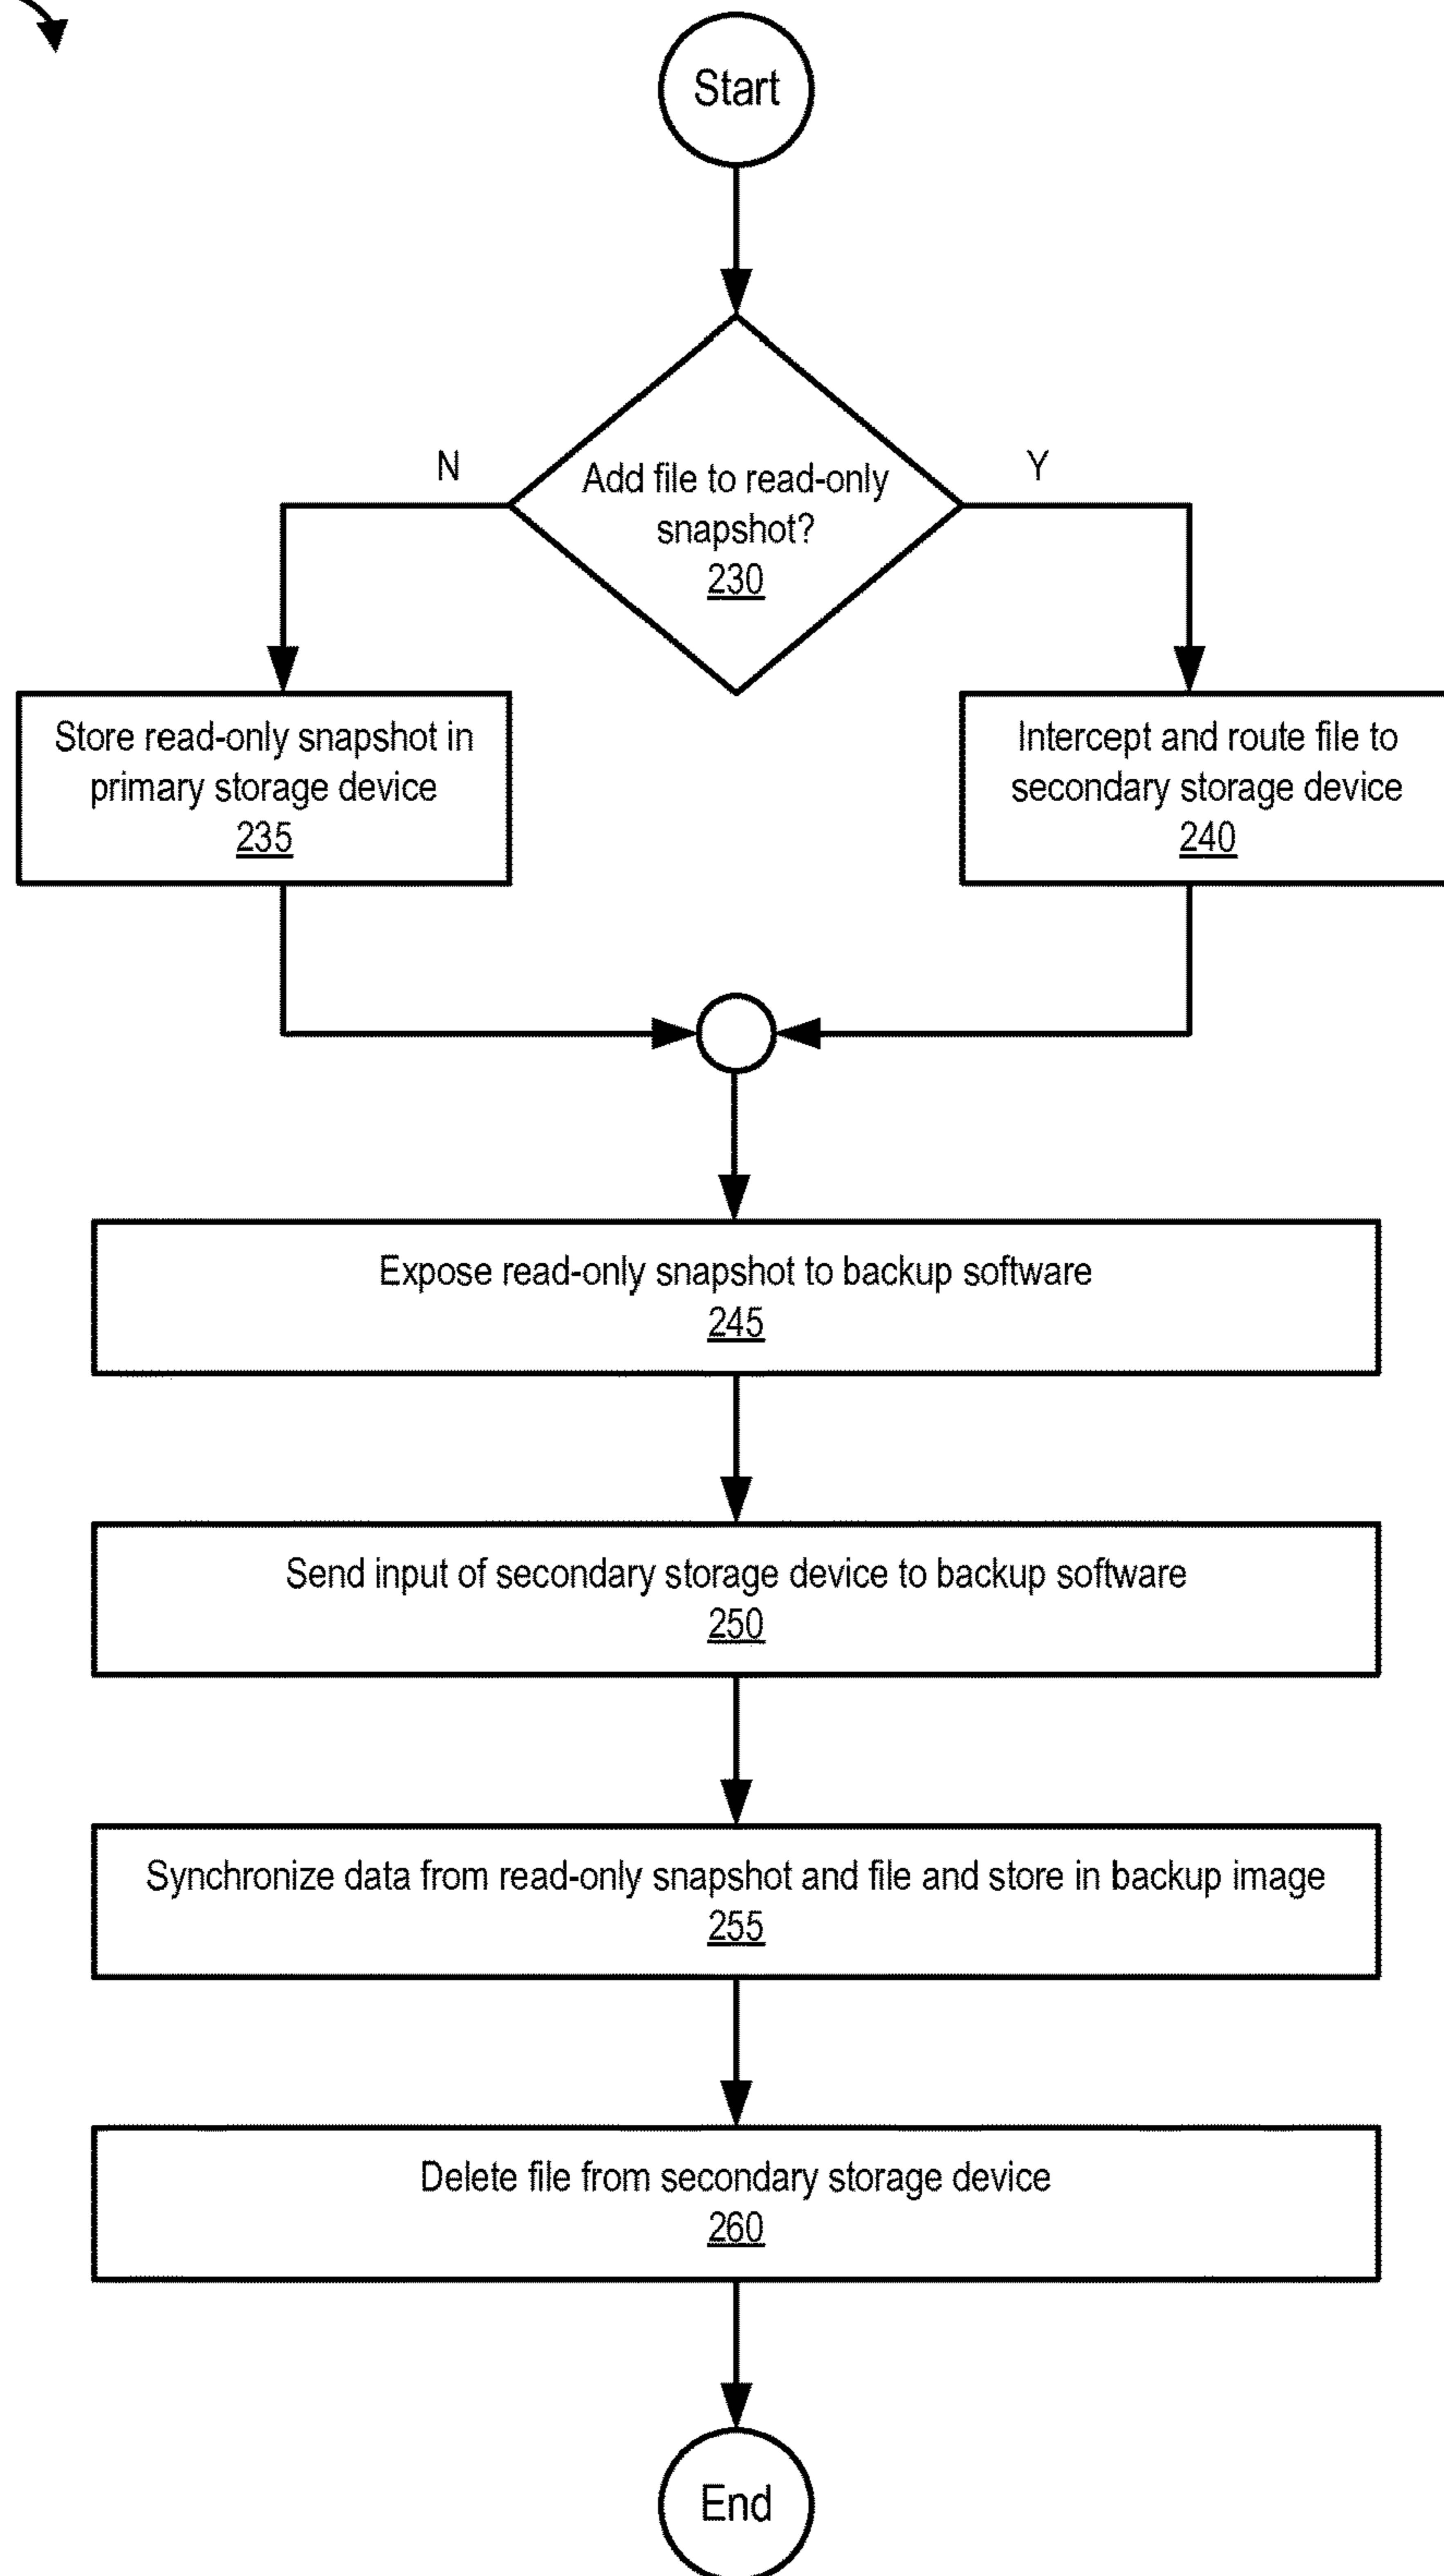 Start
N
Y
Add file to read-only
snapshot?
230
Store read-only snapshot in
primary storage device
235
Intercept and route file to
secondary storage device
240
Expose read-only snapshot to backup software
245
Send input of secondary storage device to backup software
250
Synchronize data from read-only snapshot and file and store in backup image
255
Delete file from secondary storage device
260
End